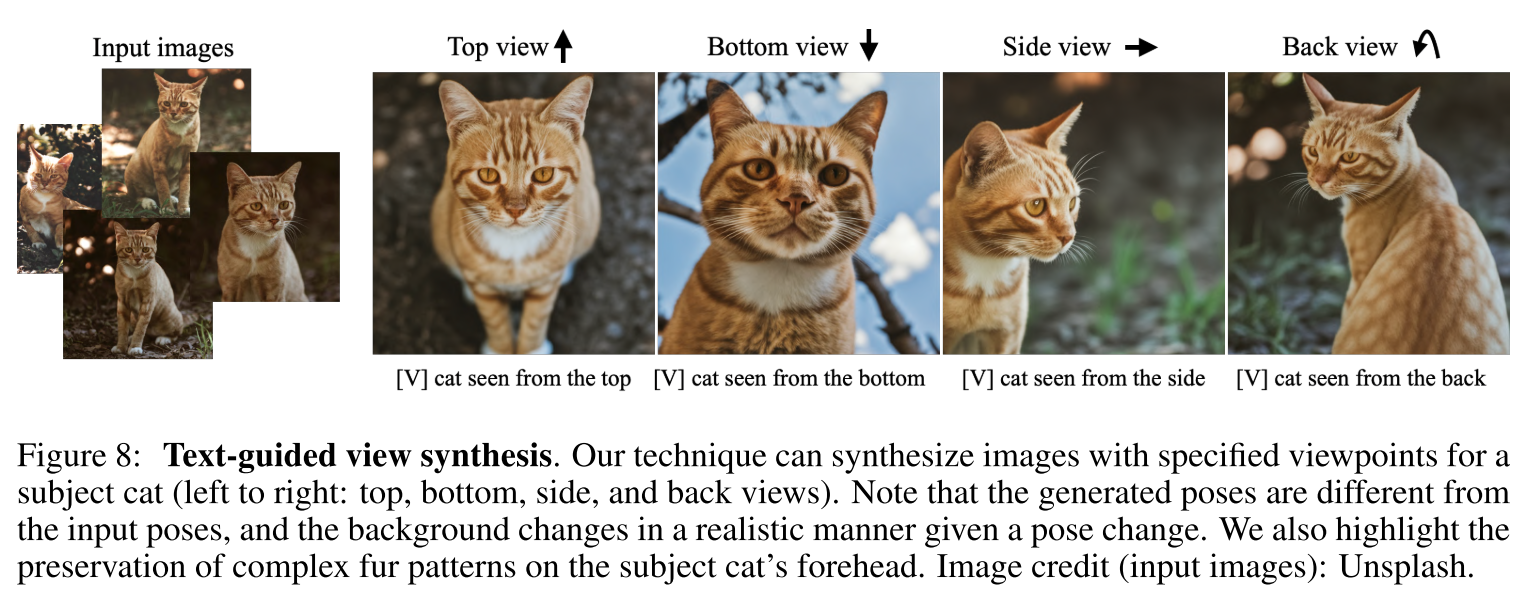 Input images
Top view
Bottom view
Side view
Back view
[V] cat seen from the top
[V] cat seen from the bottom
[V] cat seen from the side
[V] cat seen from the back
Figure 8: Text-guided view synthesis. Our technique can synthesize images with specified viewpoints for a
subject cat (left to right: top, bottom, side, and back views). Note that the generated poses are different from
the input poses, and the background changes in a realistic manner given a pose change. We also highlight the
preservation of complex fur patterns on the subject cat's forehead. Image credit (input images): Unsplash.